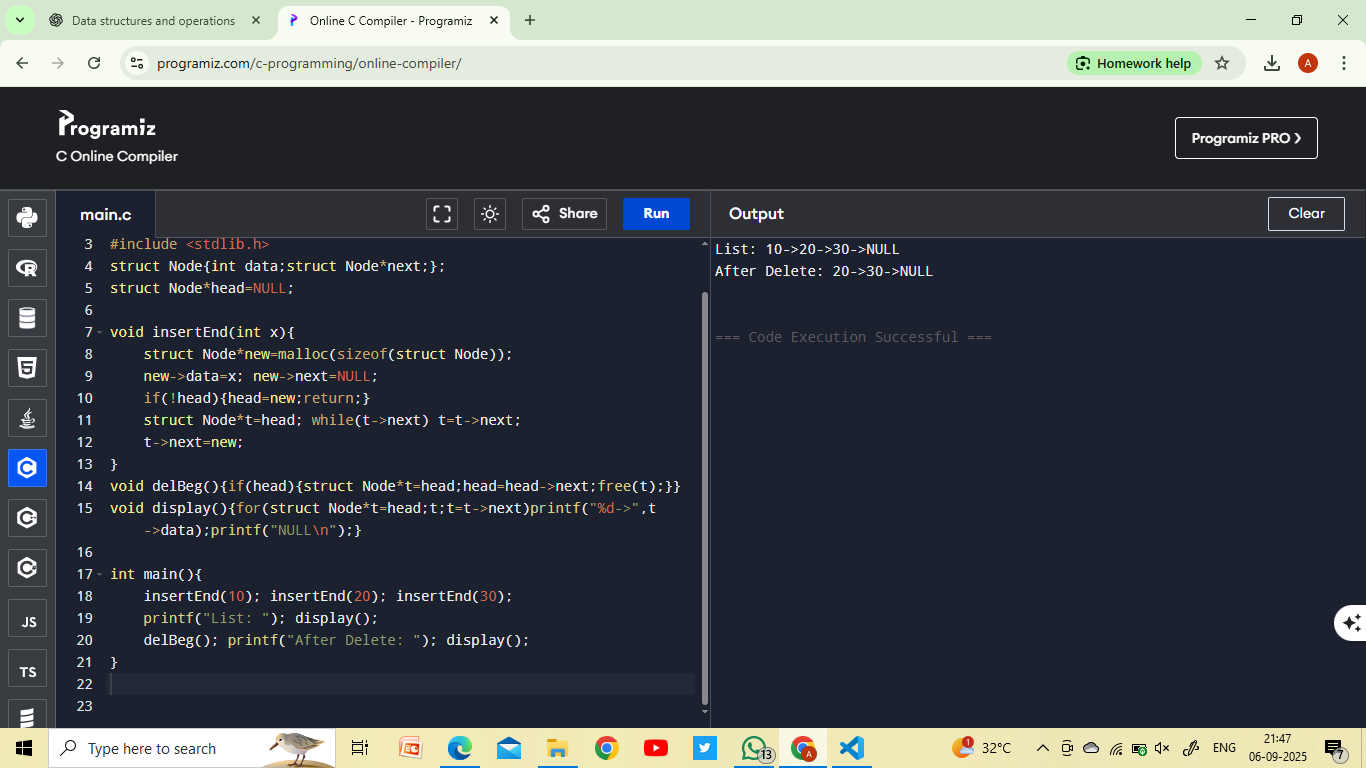 Data structures and operations
Online C Compiler - Programiz
programiz.com/c-programming/online-compiler/
Homework help
A
Programiz
C Online Compiler
Programiz PRO
main.c
Share
Run
Output
Clear
3 #include <stdlib.h>
4 struct Node{int data;struct Node*next;};
5 struct Node*head=NULL;
6
7 void insertEnd(int x){
8 struct Node*new=malloc(sizeof(struct Node));
9 new->data=x; new->next=NULL;
10 if(!head){head=new;return;}
11 struct Node*t=head; while(t->next) t=t->next;
12 t->next=new;
13 }
14 void delBeg(){if(head){struct Node*t=head;head=head->next;free(t);}}
15 void display(){for(struct Node*t=head;t;t=t->next)printf("%d->",t
->data);printf("NULL\n");}
16
17 int main(){
18 insertEnd(10); insertEnd(20); insertEnd(30);
19 printf("List: "); display();
20 delBeg(); printf("After Delete: "); display();
21 }
22
23
List: 10->20->30->NULL
After Delete: 20->30->NULL
=== Code Execution Successful ===
JS
TS
Type here to search
13
A
1
32°C
ENG
21:47
06-09-2025
7